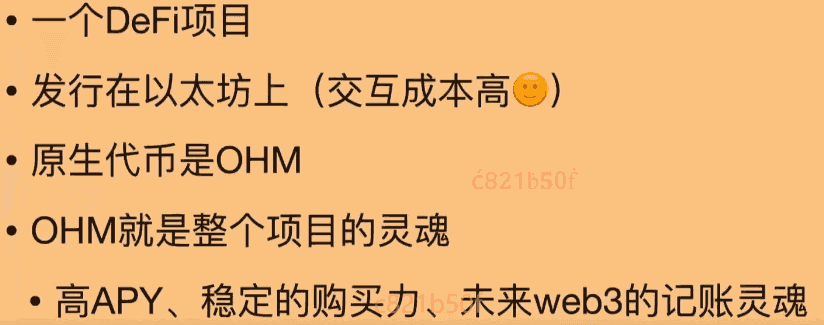 • 一个DeFi项目
• 发行在以太坊上（交互成本高🙂）
• 原生代币是OHM
ć821b50f
• OHM就是整个项目的灵魂
• 高APY、稳定的购买力、未来web3的记账灵魂